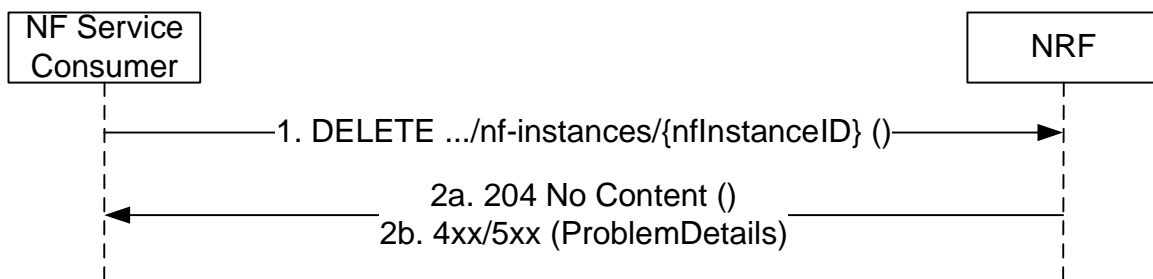 NF Service
Consumer
NRF
1. DELETE .../nf-instances/{nfInstanceID} ()
2a. 204 No Content ()
2b. 4xx/5xx (ProblemDetails)